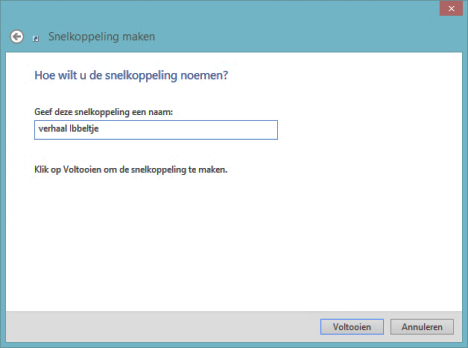 Snelkoppeling maken
Hoe wilt u de snelkoppeling noemen?
Geef deze snelkoppeling een naam:
verhaal Ibbeltje
Klik op Voltooien om de snelkoppeling te maken.
Voltooien Annuleren